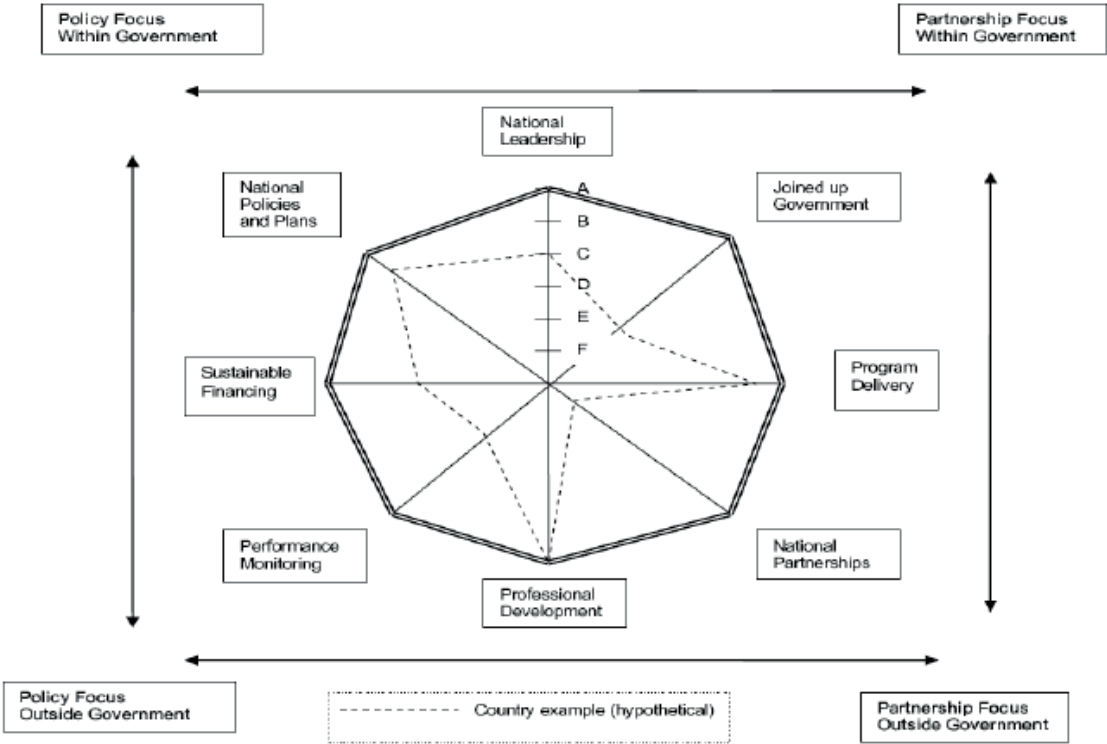 Policy Focus
Within Government
Partnership Focus
Within Government
National
Leadership
National
Policies
and Plans
Joined up
Government
A
B
C
D
E
F
Sustainable
Financing
Program
Delivery
Performance
Monitoring
National
Partnerships
Professional
Development
Policy Focus
Outside Government
Country example (hypothetical)
Partnership Focus
Outside Government